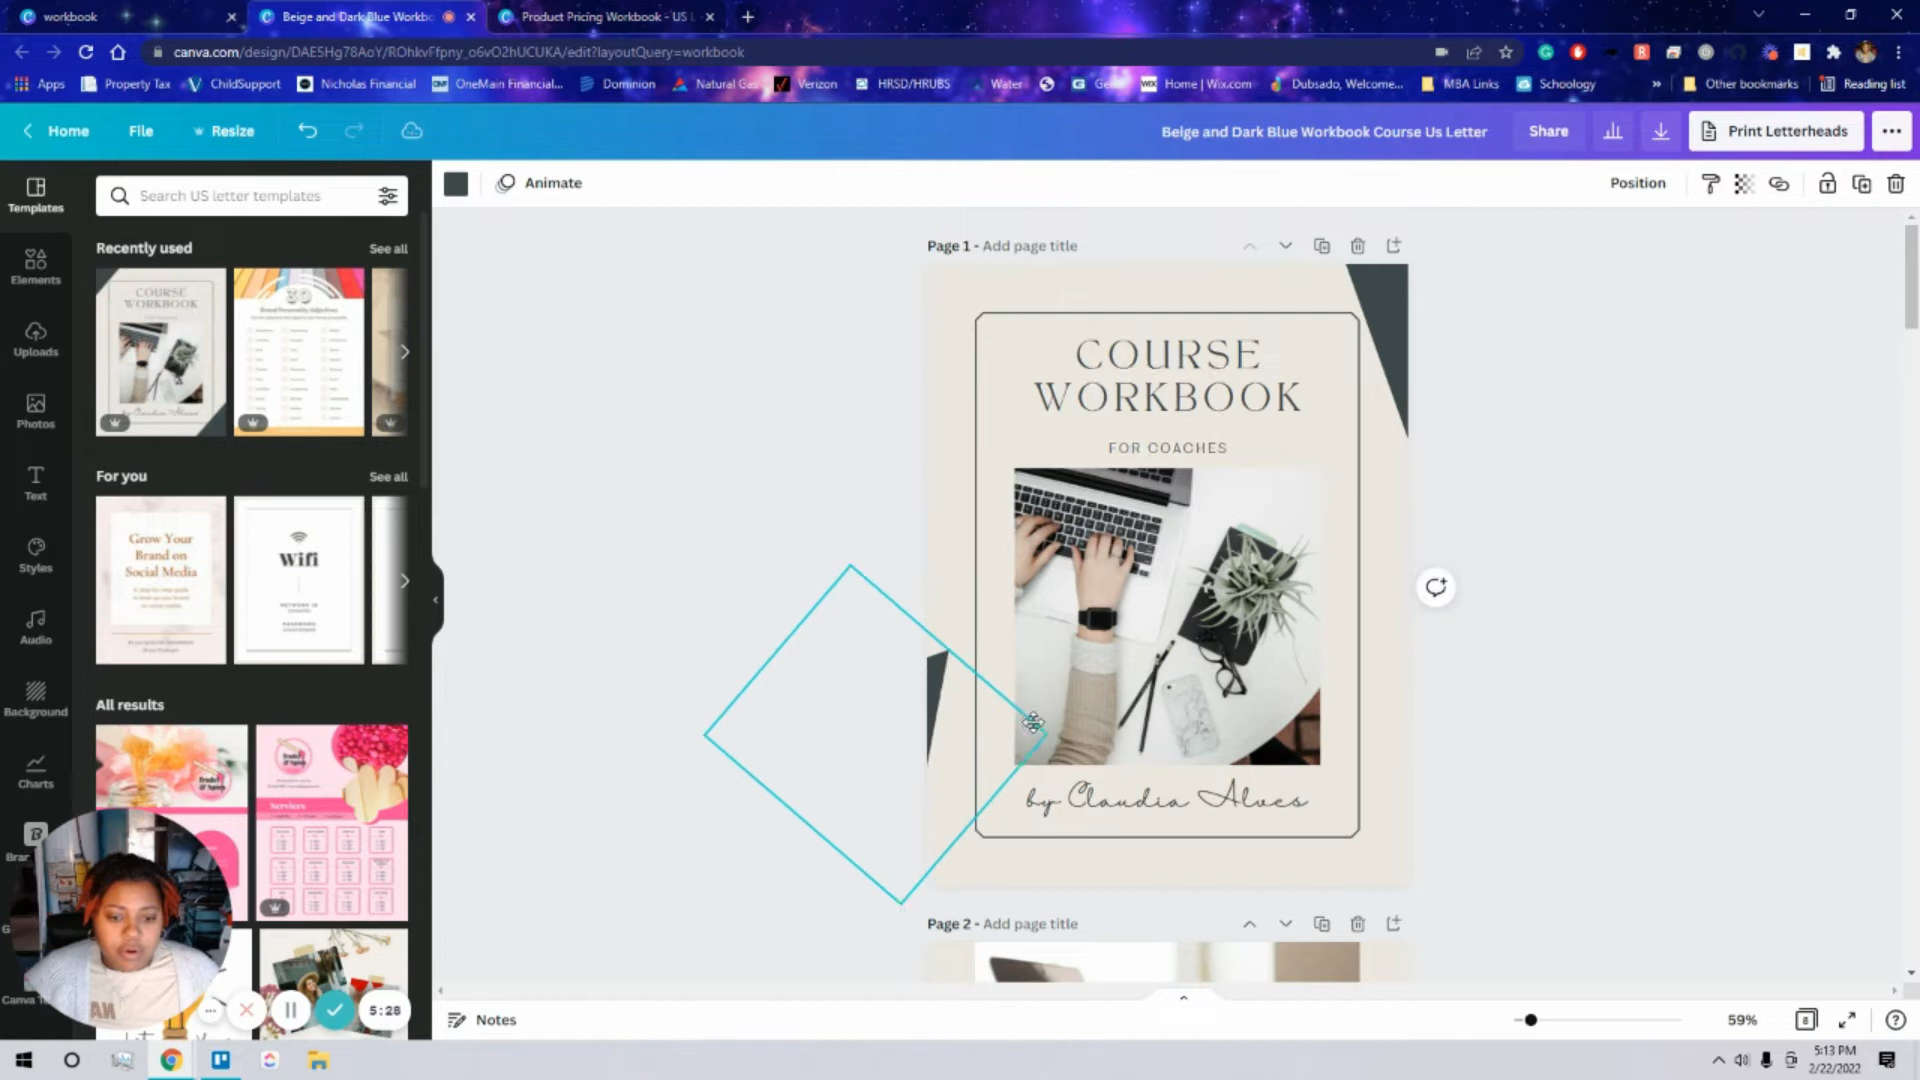 workbook
Beige and Dark Blue Workbo
Product Pricing Workbook - US L
canva.com/design/DAE5Hg78AoY/ROhkvFfpny_o6vO2hUCUKA/edit?layoutQuery=workbook
Apps
Property Tax
ChildSupport
Nicholas Financial
OneMain Financial...
Dominion
Natural Gas
Verizon
HRSD/HRUBS
Water
Home | Wix.com
Dubsado, Welcome...
MBA Links
Schoology
Other bookmarks
Reading list
Home
File
Resize
Beige and Dark Blue Workbook Course Us Letter
Share
Print Letterheads
Templates
Search US letter templates
Animate
Position
Recently used
See all
Page 1 - Add page title
Elements
COURSE
WORKBOOK
Uploads
Photos
COURSE
WORKBOOK
FOR COACHES
For you
See all
Text
Grow Your
Brand on
Social Media
Wifi
Styles
Audio
All results
Background
Charts
Services
by Claudia Alves
Page 2 - Add page title
5:28
Notes
59%
5:13 PM
2/22/2022